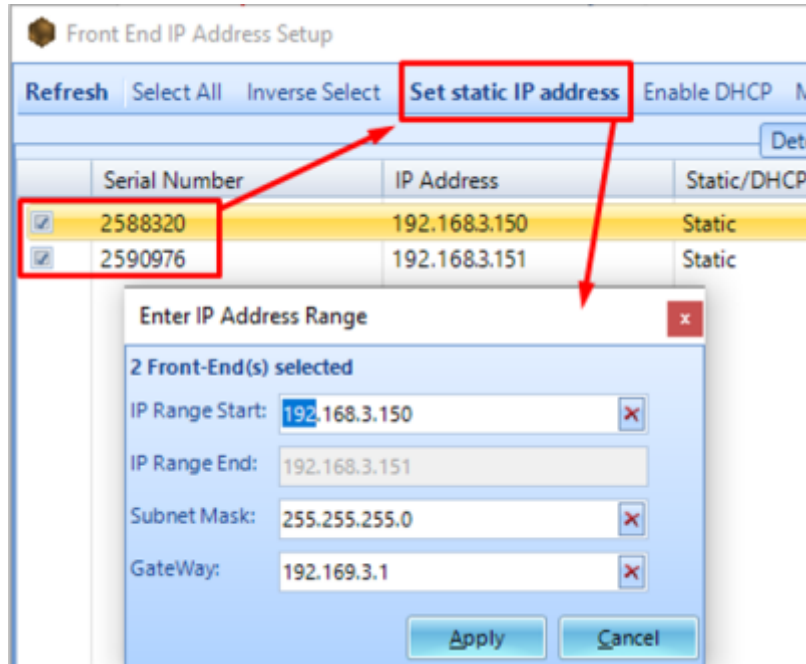 Front End IP Address Setup
Refresh Select All Inverse Select Set static IP address Enable DHCP
Serial Number IP Address Static/DHCP
2588320 192.168.3.150 Static
2590976 192.168.3.151 Static
Enter IP Address Range x
2 Front-End(s) selected
IP Range Start: 192.168.3.150
IP Range End: 192.168.3.151
Subnet Mask: 255.255.255.0
GateWay: 192.169.3.1
Apply Cancel